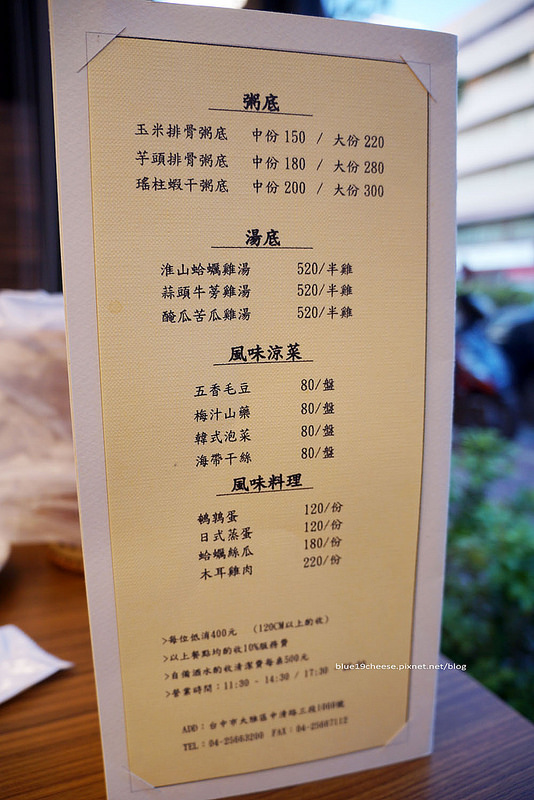 粥底
玉米排骨粥底 中份 150 / 大份 220
芋頭排骨粥底 中份 180 / 大份 280
瑤柱蝦干粥底 中份 200 / 大份 300
湯底
淮山蛤蠣雞湯 520/半雞
蒜頭牛蒡雞湯 520/半雞
醃瓜苦瓜雞湯 520/半雞
風味涼菜
五香毛豆 80/盤
梅汁山藥 80/盤
韓式泡菜 80/盤
海帶干絲 80/盤
風味料理
鵪鶉蛋 120/份
日式蒸蛋 120/份
蛤蠣絲瓜 180/份
木耳雞肉 220/份
>每位低消400元 (120CM以上酌收)
>以上餐點均酌收10%服務費
>自備酒水酌收清潔費每桌500元
>營業時間：11:30 - 14:30 / 17:30
blue19cheese.pixnet.net/blog
ADD：台中市大雅區中清路三段1060號
TEL：04-25603200 FAX：04-25607112